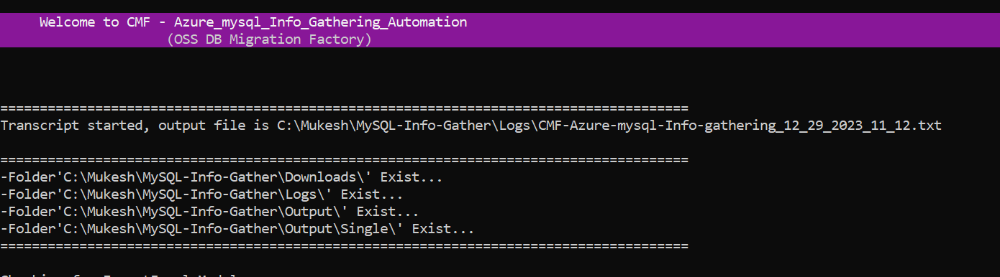 Welcome to CMF - Azure_mysql_Info_Gathering_Automation
(OSS DB Migration Factory)
=======================================================================================
Transcript started, output file is C:\Mukesh\MySQL-Info-Gather\Logs\CMF-Azure-mysql-Info-gathering_12_29_2023_11_12.txt
=======================================================================================
-Folder'C:\Mukesh\MySQL-Info-Gather\Downloads\' Exist...
-Folder'C:\Mukesh\MySQL-Info-Gather\Logs\' Exist...
-Folder'C:\Mukesh\MySQL-Info-Gather\Output\' Exist...
-Folder'C:\Mukesh\MySQL-Info-Gather\Output\Single\' Exist...
=======================================================================================